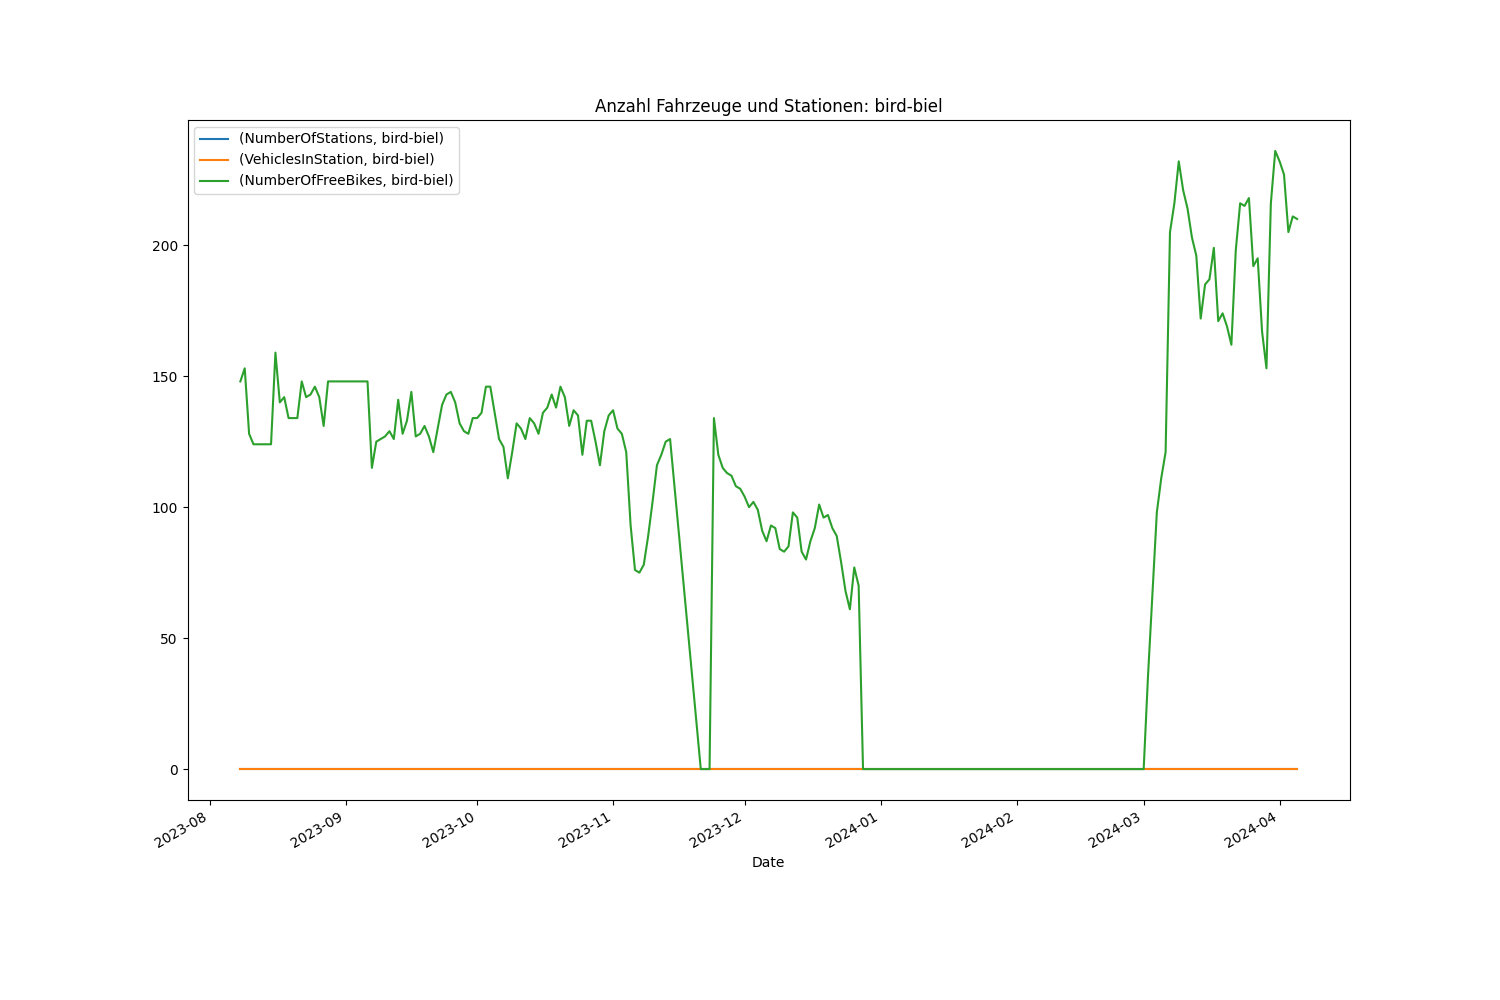 Anzahl Fahrzeuge und Stationen: bird-biel
(NumberOfStations, bird-biel)
(VehiclesInStation, bird-biel)
(NumberOfFreeBikes, bird-biel)
200
150
100
50
0
2023-08
2023-09
2023-10
2023-11
2023-12
2024-01
2024-02
2024-03
2024-04
Date